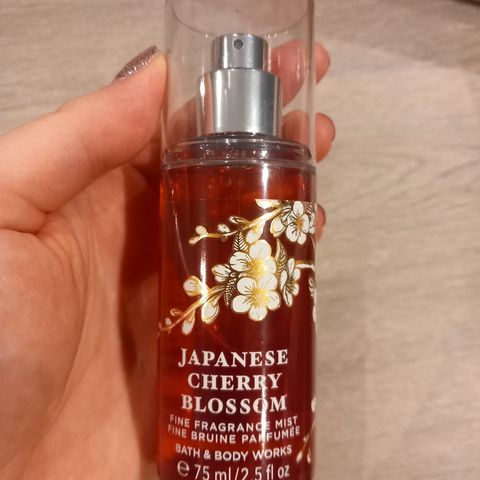 JAPANESE
CHERRY
BLOSSOM
FINE FRAGRANCE MIST
FINE BRUINE PARFUMÉE
BATH & BODY WORKS
℮ 75 ml/2.5 fl oz